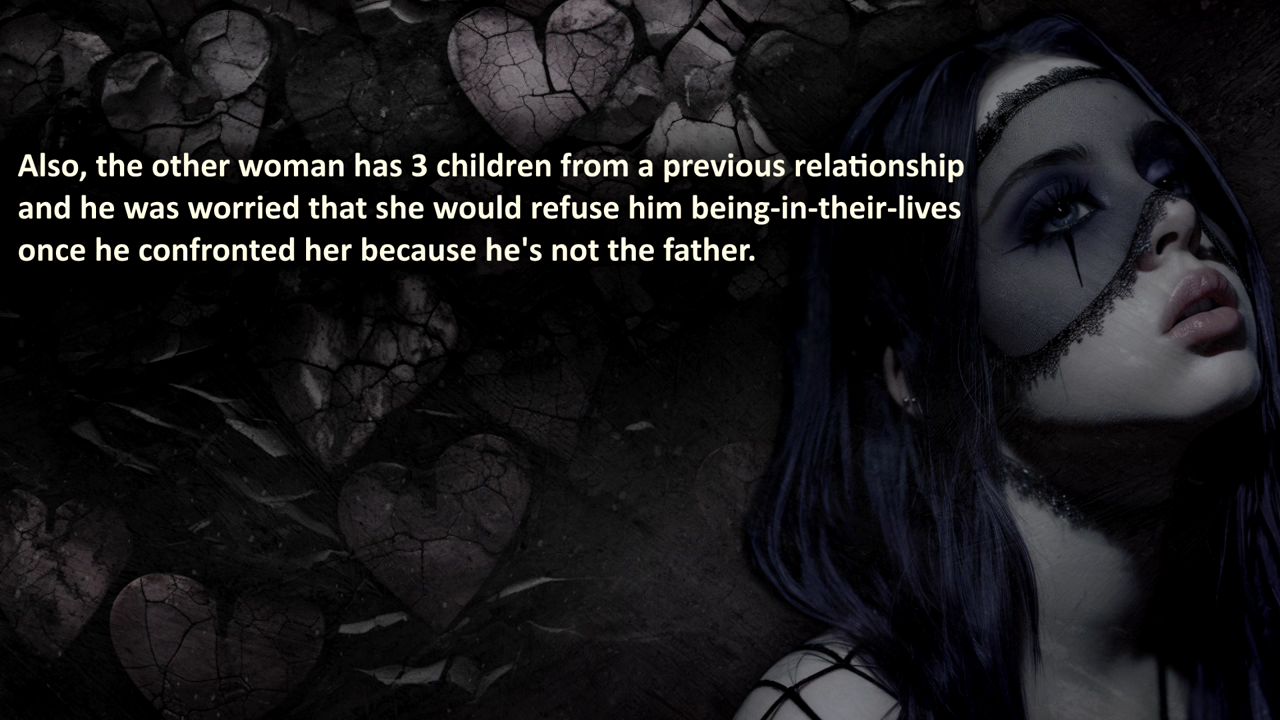 Also, the other woman has 3 children from a previous relationship
and he was worried that she would refuse him being-in-their-lives
once he confronted her because he's not the father.